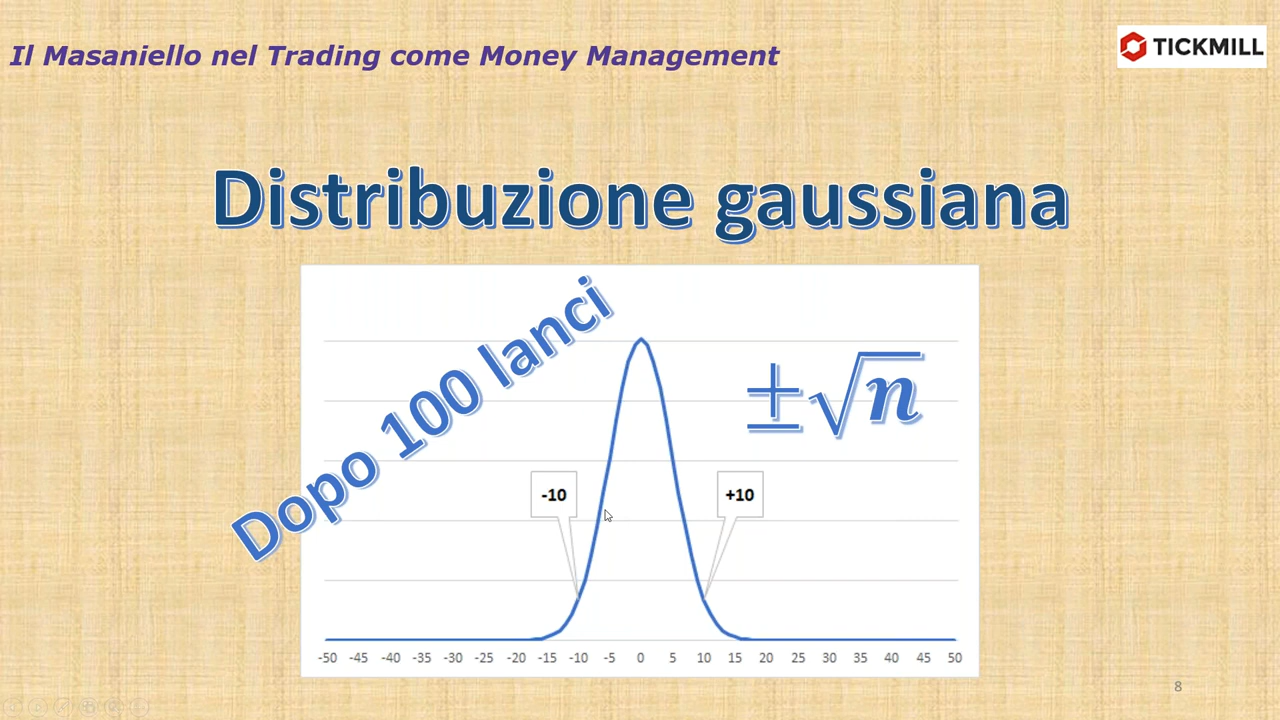 Il Masaniello nel Trading come Money Management
TICKMILL
Distribuzione gaussiana
Dopo 100 lanci
±√n
-10
+10
-50 -45 -40 -35 -30 -25 -20 -15 -10 -5 0 5 10 15 20 25 30 35 40 45 50
8